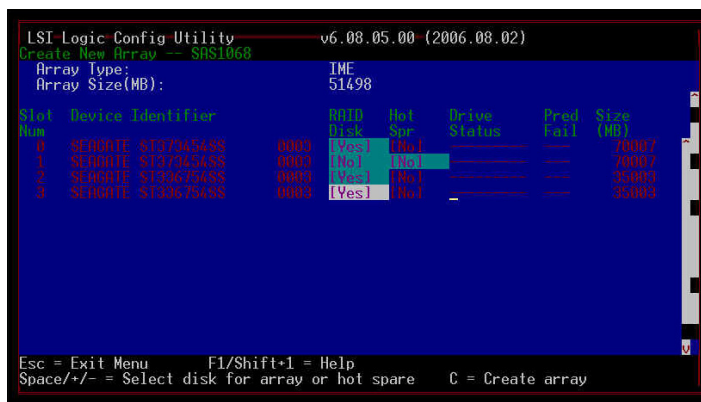 LSI Logic Config Utility v6.08.05.00 (2006.08.02)
Create New Array -- SAS1068
Array Type: IME
Array Size(MB): 51498
Slot Device Identifier RAID Hot Drive Pred Size
Num Disk Spr Status Fail (MB)
0 SEAGATE ST373454SS 0003 [Yes] [No] -------- --- 70007
1 SEAGATE ST373454SS 0003 [No] [No] -------- --- 70007
2 SEAGATE ST336754SS 0003 [Yes] [No] -------- --- 35003
3 SEAGATE ST336754SS 0003 [Yes] [No] -------- --- 35003
Esc = Exit Menu F1/Shift+1 = Help
Space/+/- = Select disk for array or hot spare C = Create array